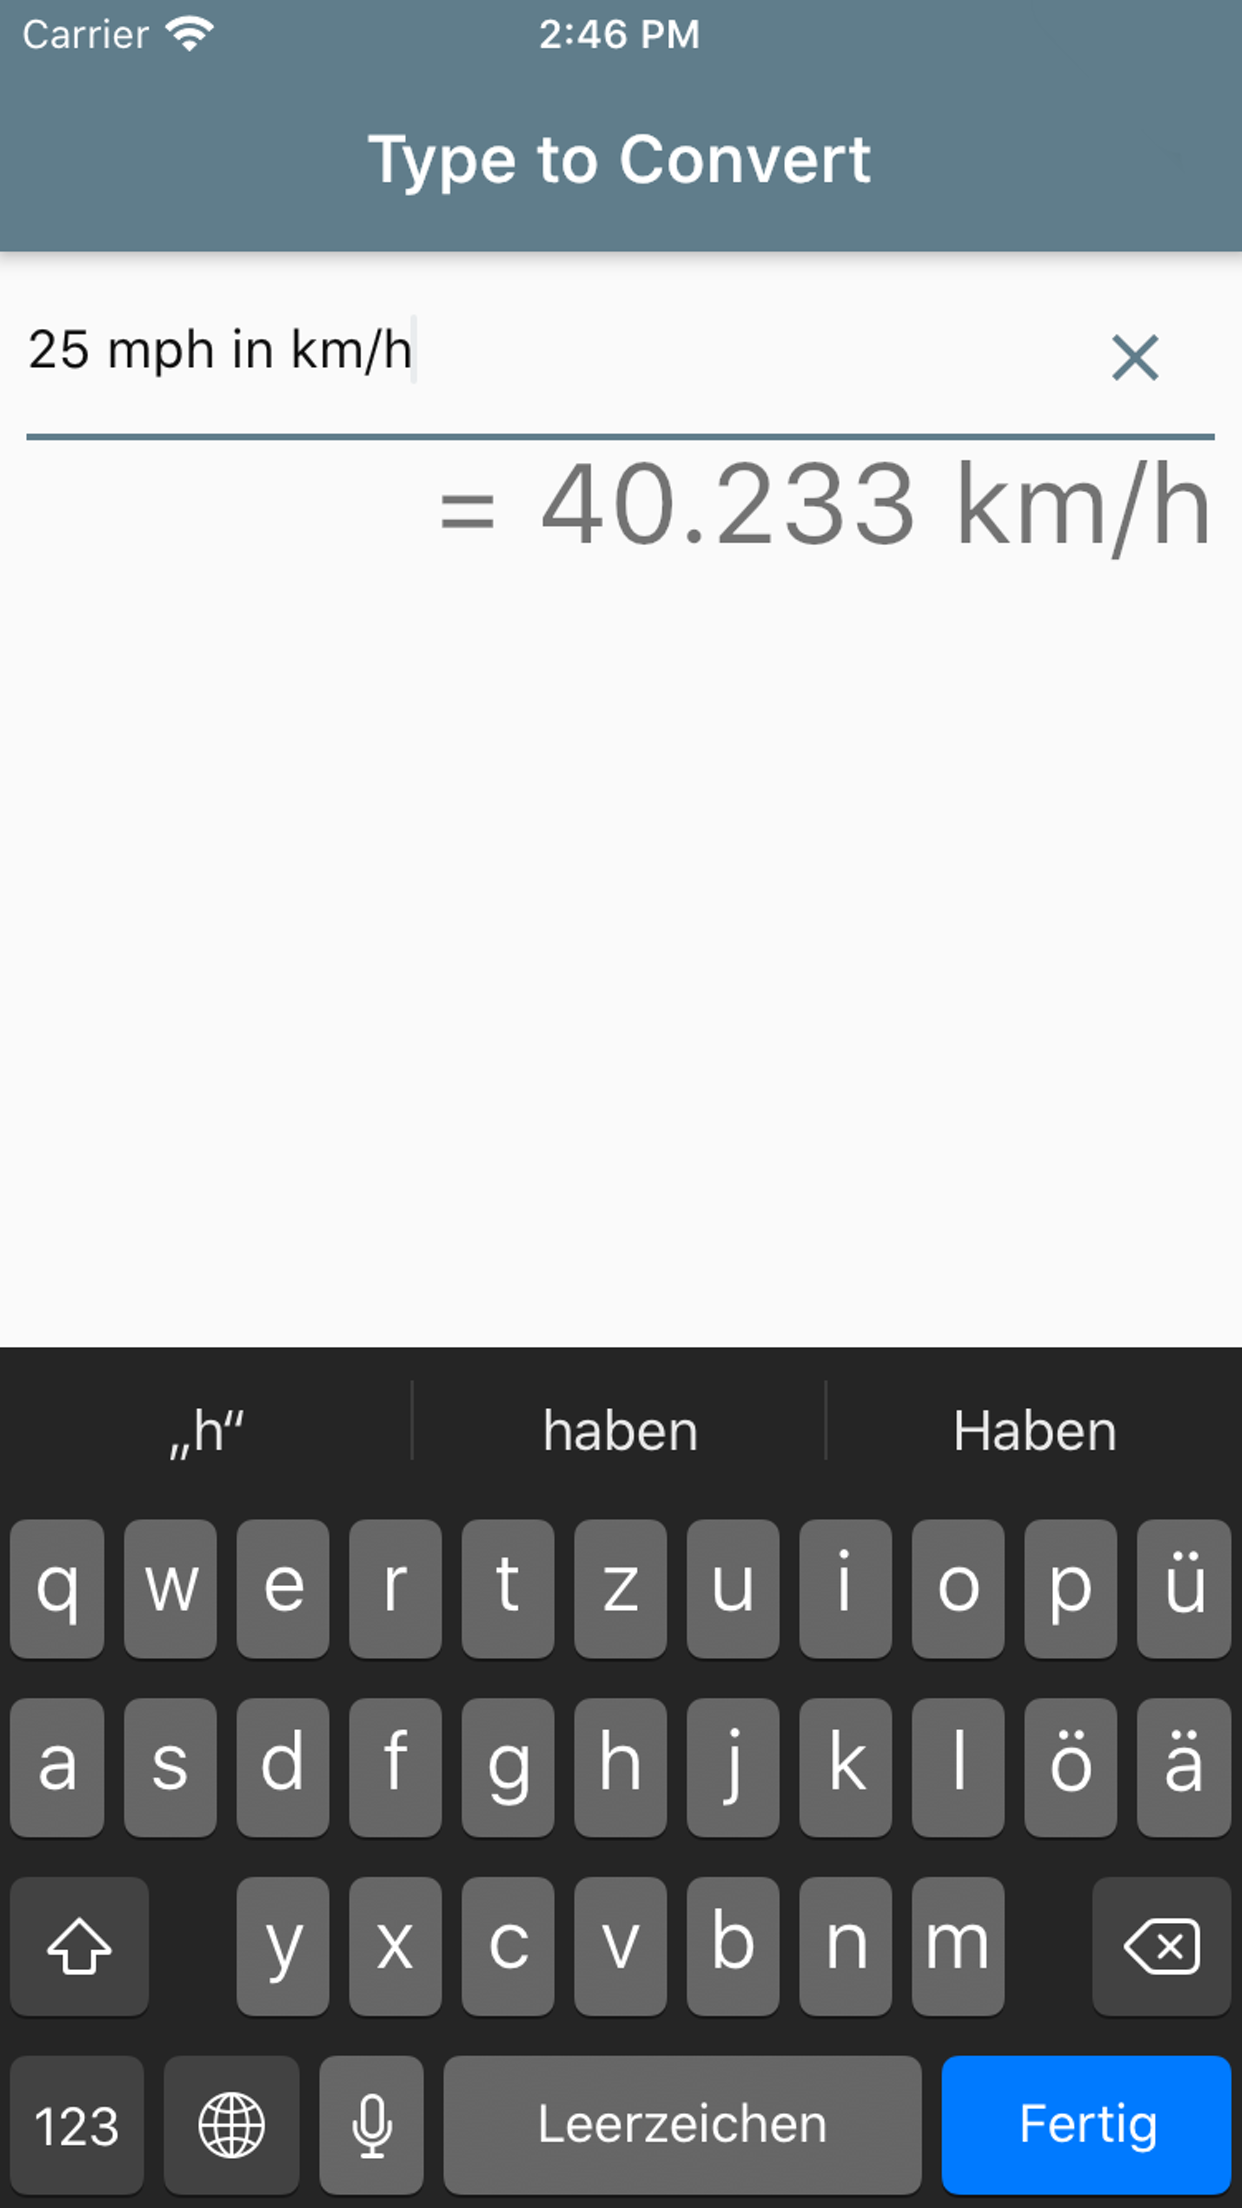 Carrier 2:46 PM
Type to Convert
25 mph in km/h
= 40.233 km/h
„h“ haben Haben
q w e r t z u i o p ü
a s d f g h j k l ö ä
y x c v b n m
123 Leerzeichen Fertig